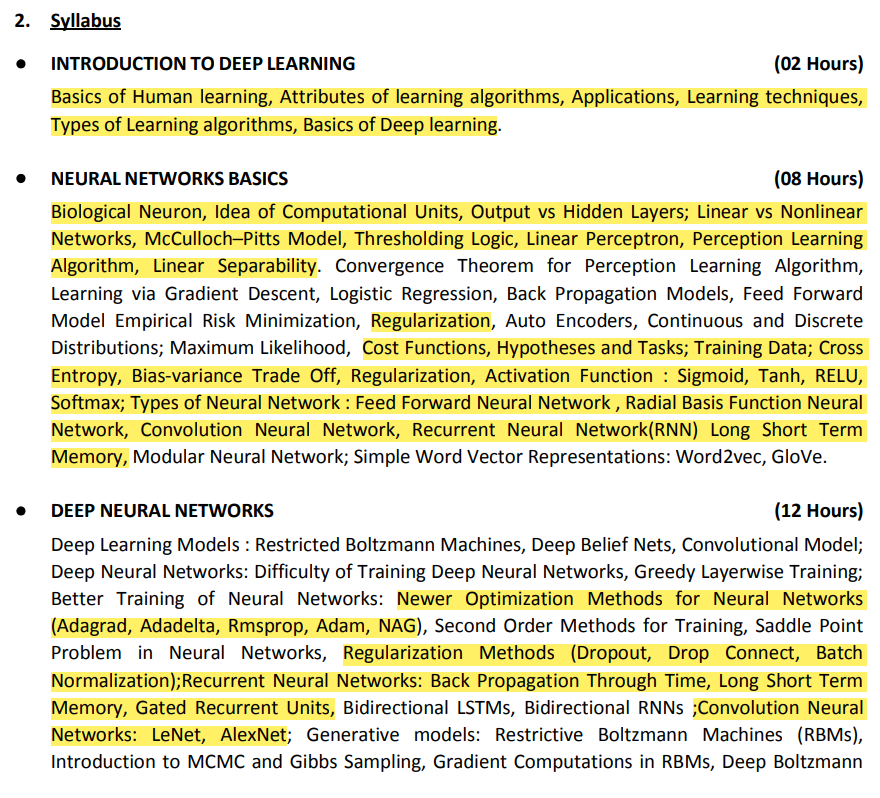 2. Syllabus
● INTRODUCTION TO DEEP LEARNING (02 Hours)
Basics of Human learning, Attributes of learning algorithms, Applications, Learning techniques,
Types of Learning algorithms, Basics of Deep learning.
● NEURAL NETWORKS BASICS (08 Hours)
Biological Neuron, Idea of Computational Units, Output vs Hidden Layers; Linear vs Nonlinear
Networks, McCulloch–Pitts Model, Thresholding Logic, Linear Perceptron, Perception Learning
Algorithm, Linear Separability. Convergence Theorem for Perception Learning Algorithm,
Learning via Gradient Descent, Logistic Regression, Back Propagation Models, Feed Forward
Model Empirical Risk Minimization, Regularization, Auto Encoders, Continuous and Discrete
Distributions; Maximum Likelihood, Cost Functions, Hypotheses and Tasks; Training Data; Cross
Entropy, Bias-variance Trade Off, Regularization, Activation Function : Sigmoid, Tanh, RELU,
Softmax; Types of Neural Network : Feed Forward Neural Network , Radial Basis Function Neural
Network, Convolution Neural Network, Recurrent Neural Network(RNN) Long Short Term
Memory, Modular Neural Network; Simple Word Vector Representations: Word2vec, GloVe.
● DEEP NEURAL NETWORKS (12 Hours)
Deep Learning Models : Restricted Boltzmann Machines, Deep Belief Nets, Convolutional Model;
Deep Neural Networks: Difficulty of Training Deep Neural Networks, Greedy Layerwise Training;
Better Training of Neural Networks: Newer Optimization Methods for Neural Networks
(Adagrad, Adadelta, Rmsprop, Adam, NAG), Second Order Methods for Training, Saddle Point
Problem in Neural Networks, Regularization Methods (Dropout, Drop Connect, Batch
Normalization);Recurrent Neural Networks: Back Propagation Through Time, Long Short Term
Memory, Gated Recurrent Units, Bidirectional LSTMs, Bidirectional RNNs ;Convolution Neural
Networks: LeNet, AlexNet; Generative models: Restrictive Boltzmann Machines (RBMs),
Introduction to MCMC and Gibbs Sampling, Gradient Computations in RBMs, Deep Boltzmann